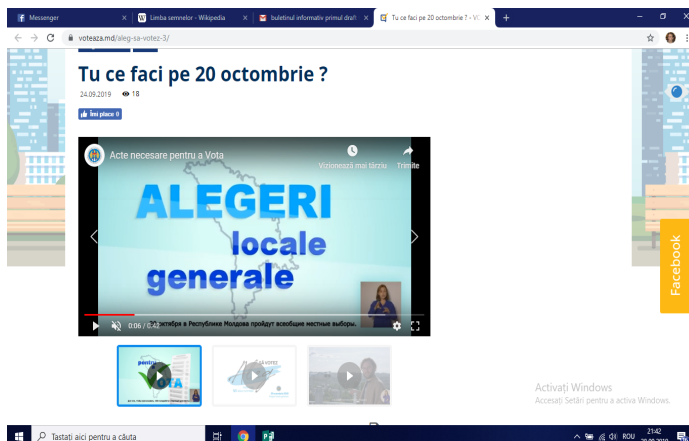 Messenger
Limba semnelor - Wikipedia
buletinul informativ primul draft
Tu ce faci pe 20 octombrie ? - VO
voteaza.md/aleg-sa-votez-3/
Tu ce faci pe 20 octombrie ?
24.09.2019 18
Îmi place 0
Acte necesare pentru a Vota
Vizionează mai târziu
Trimite
ALEGERI
locale
generale
октября в Республике Молдова пройдут всеобщие местные выборы.
0:06 / 0:42
pentru
VOTA
Facebook
Activați Windows
Accesați Setări pentru a activa Windows.
Tastați aici pentru a căuta
ROU
21:42